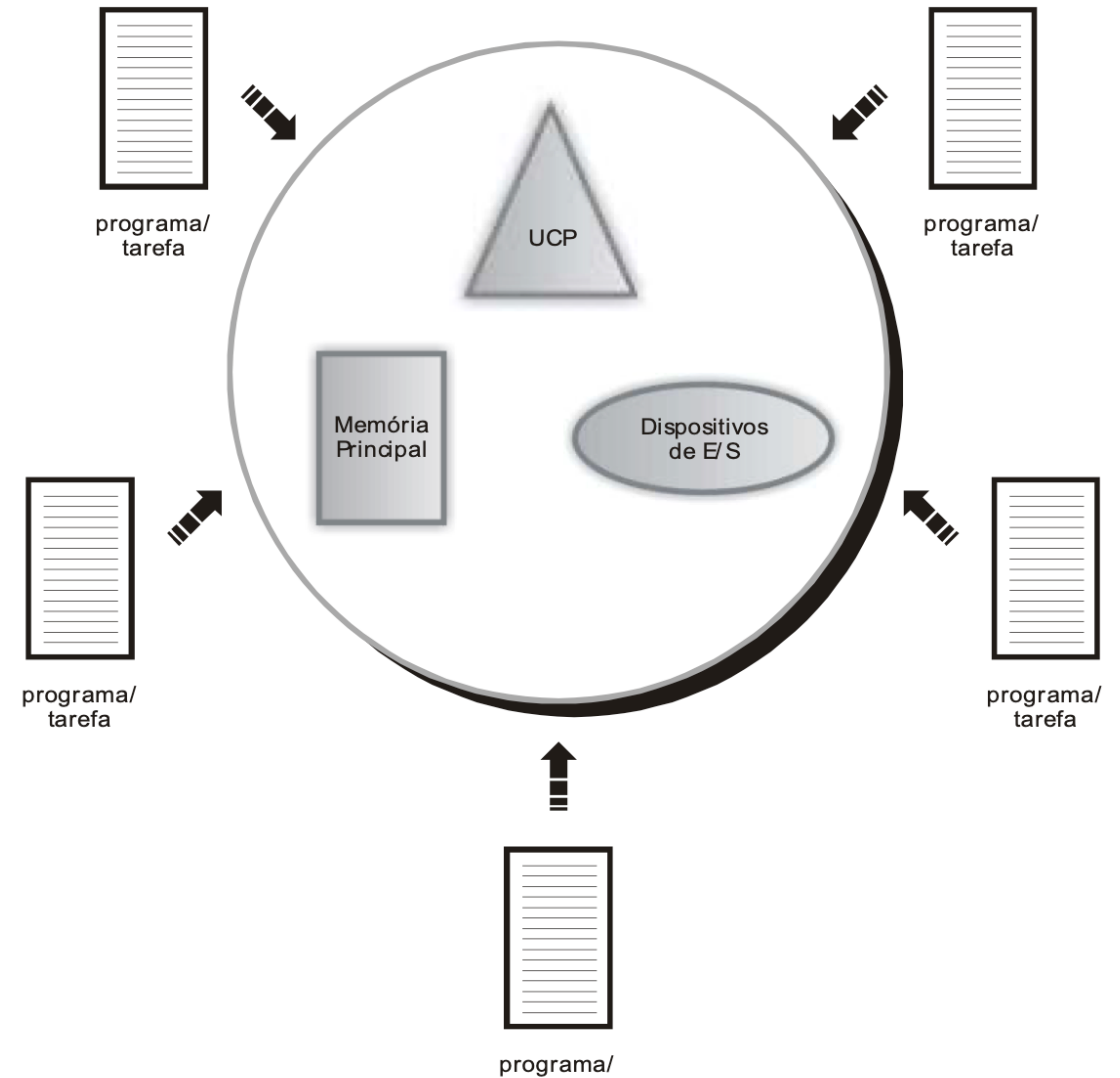 programa/
tarefa
programa/
tarefa
UCP
Memória
Principal
Dispositivos
de E/S
programa/
tarefa
programa/
tarefa
programa/